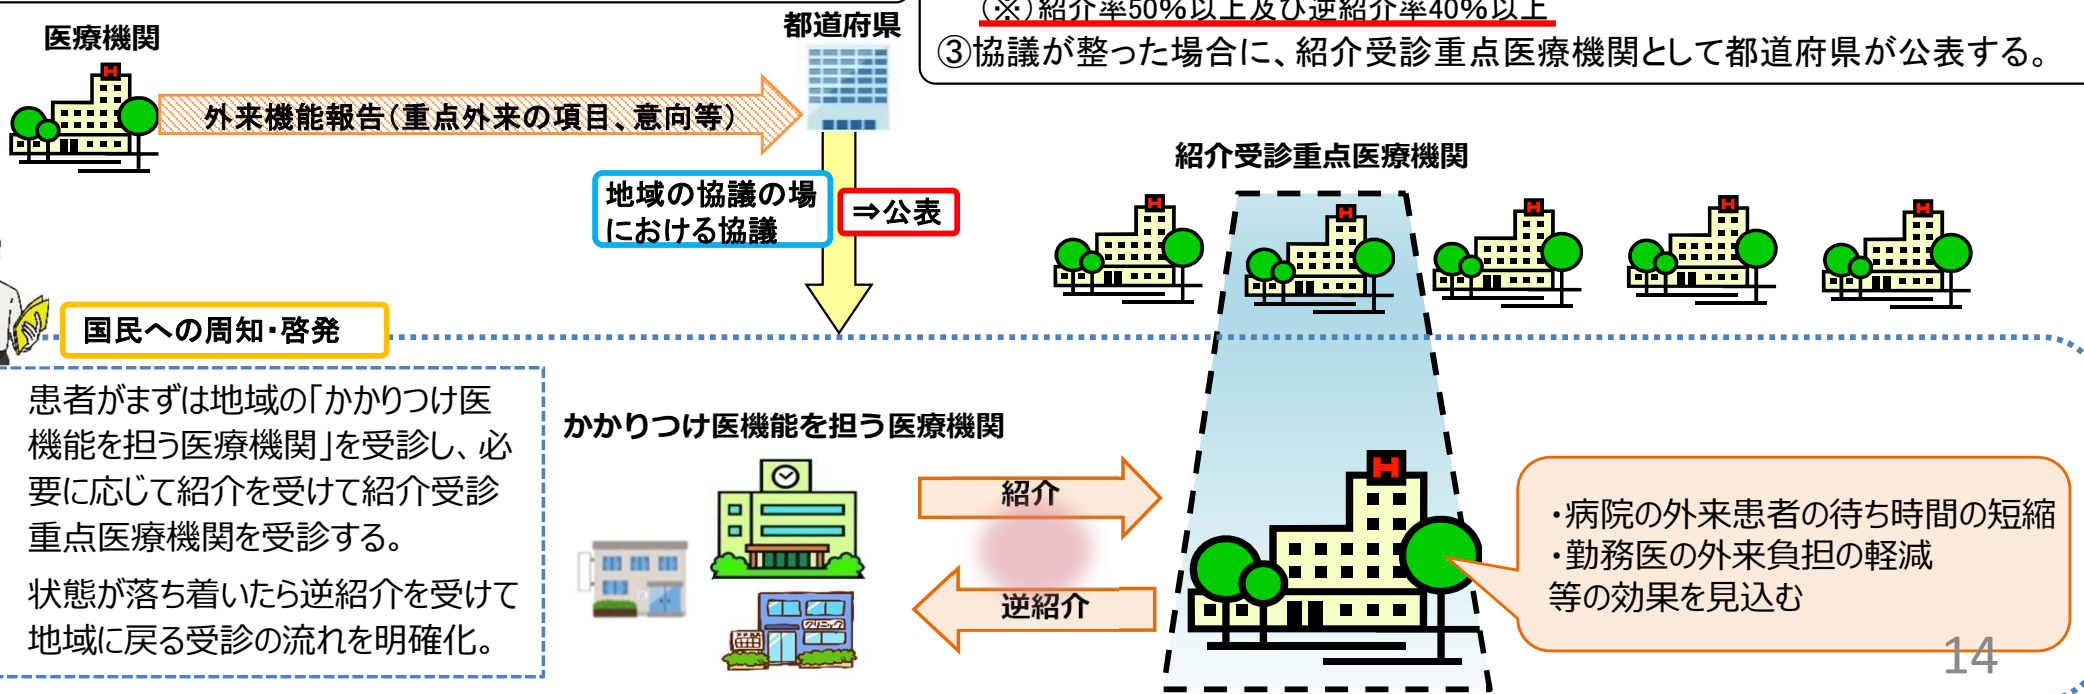 (※)紹介率50%以上及び逆紹介率40%以上
③協議が整った場合に、紹介受診重点医療機関として都道府県が公表する。
医療機関
都道府県
外来機能報告(重点外来の項目、意向等)
地域の協議の場
における協議
⇒公表
紹介受診重点医療機関
H
H
H
H
H
H
国民への周知・啓発
患者がまずは地域の「かかりつけ医
機能を担う医療機関」を受診し、必
要に応じて紹介を受けて紹介受診
重点医療機関を受診する。
状態が落ち着いたら逆紹介を受けて
地域に戻る受診の流れを明確化。
かかりつけ医機能を担う医療機関
クリニック
紹介
逆紹介
H
・病院の外来患者の待ち時間の短縮
・勤務医の外来負担の軽減
等の効果を見込む
14